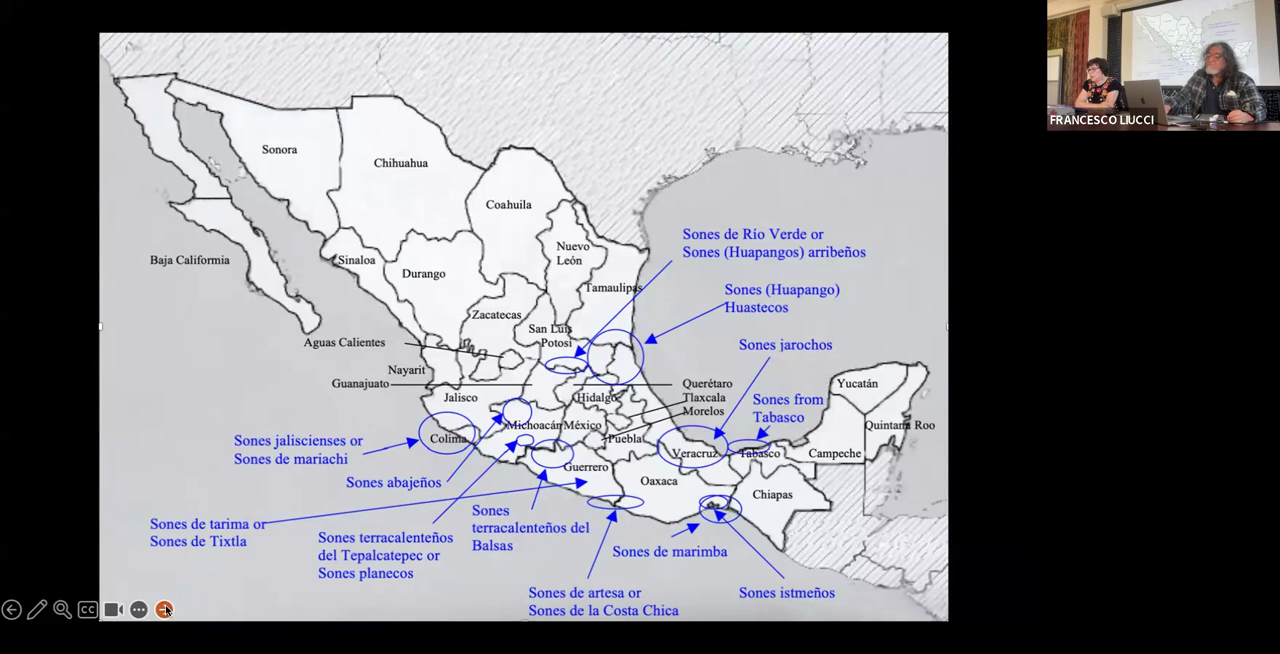 FRANCESCO LIUCCI
Sonora
Chihuahua
Coahuila
Sones de Río Verde or
Sones (Huapangos) arribeños
Baja California
Sinaloa
Durango
Nuevo
León
Tamaulipas
Sones (Huapango)
Huastecos
Zacatecas
San Luis
Potosí
Aguas Calientes
Sones jarochos
Nayarit
Guanajuato
Jalisco
Hidalgo
Querétaro
Tlaxcala
Morelos
Yucatán
Sones from
Tabasco
Quintana Roo
Colima
Michoacán
México
Puebla
Veracruz
Tabasco
Campeche
Sones jaliscienses or
Sones de mariachi
Guerrero
Oaxaca
Chiapas
Sones abajeños
Sones de tarima or
Sones de Tixtla
Sones terracalenteños
del Tepalcatepec or
Sones planecos
Sones
terracalenteños del
Balsas
Sones de marimba
Sones de artesa or
Sones de la Costa Chica
Sones istmeños
CC